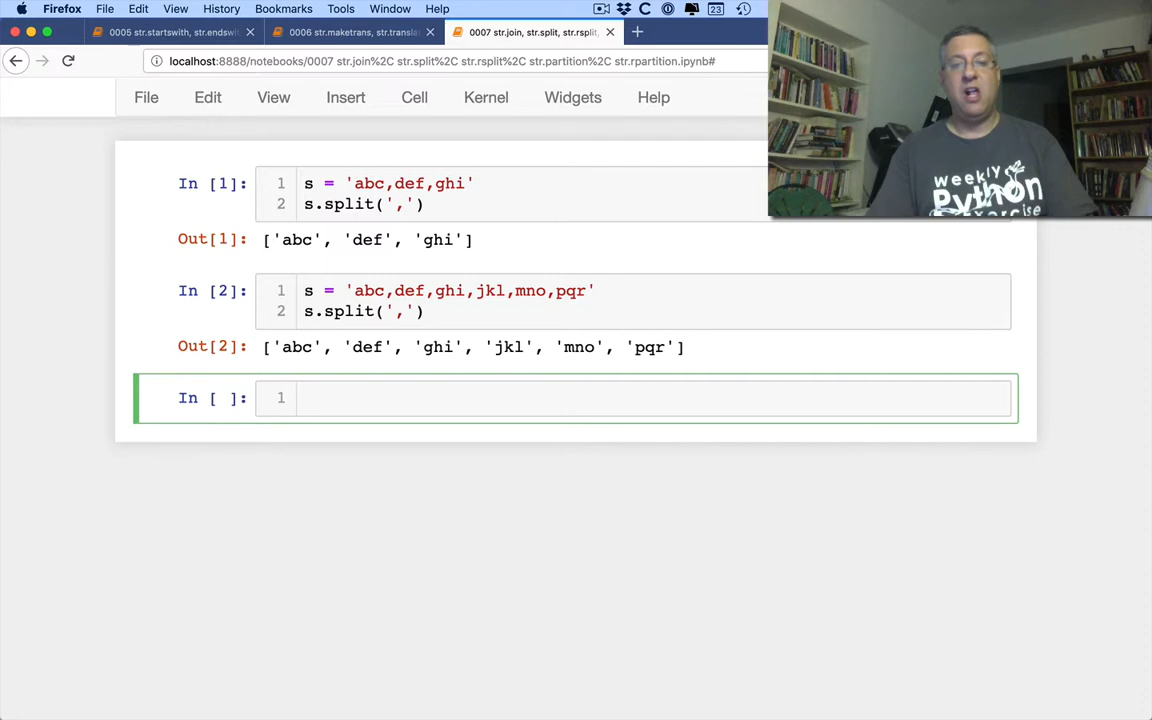 Firefox File Edit View History Bookmarks Tools Window Help 23
0005 str.startswith, str.endswi 0006 str.maketrans, str.transla 0007 str.join, str.split, str.rsplit,
localhost:8888/notebooks/0007 str.join%2C str.split%2C str.rsplit%2C str.partition%2C str.rpartition.ipynb#
File Edit View Insert Cell Kernel Widgets Help
weekly
Python
Exercise
In [1]: 1 s = 'abc,def,ghi'
2 s.split(',')
Out[1]: ['abc', 'def', 'ghi']
In [2]: 1 s = 'abc,def,ghi,jkl,mno,pqr'
2 s.split(',')
Out[2]: ['abc', 'def', 'ghi', 'jkl', 'mno', 'pqr']
In [ ]: 1